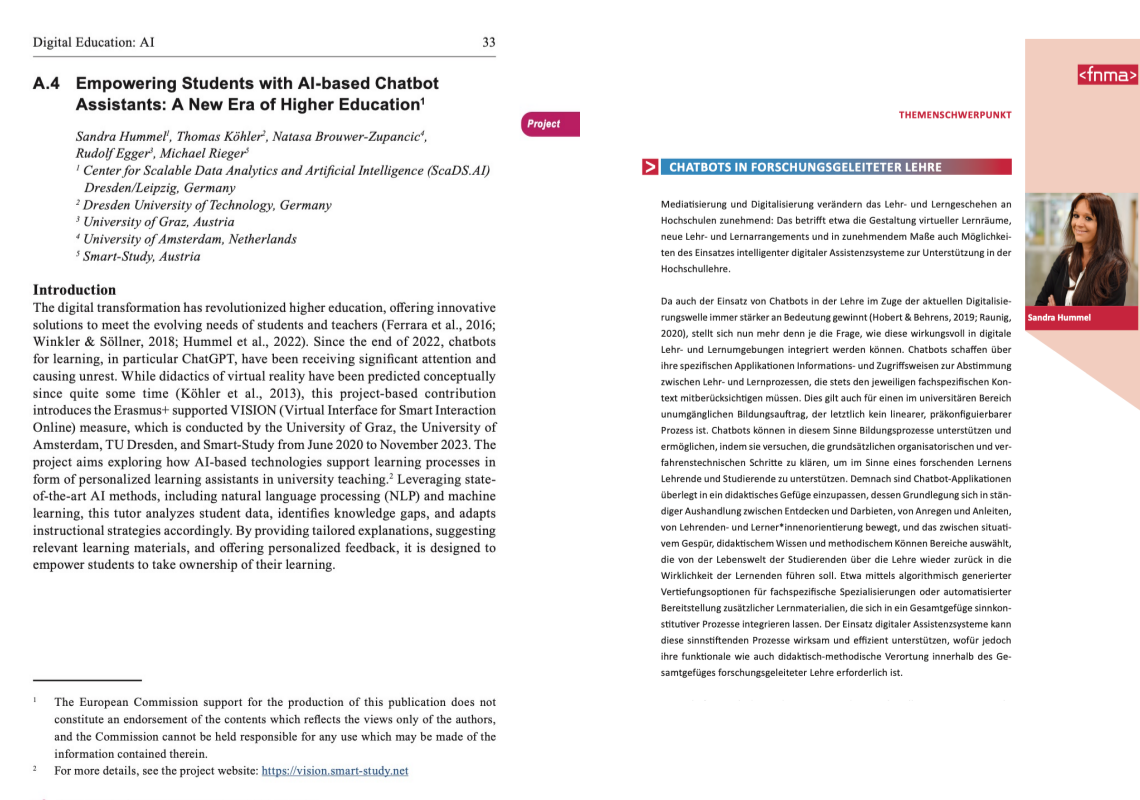 Digital Education: AI 33
A.4 Empowering Students with AI-based Chatbot
Assistants: A New Era of Higher Education¹
Sandra Hummel¹, Thomas Köhler², Natasa Brouwer-Zupancic⁴,
Rudolf Egger³, Michael Rieger⁵
¹ Center for Scalable Data Analytics and Artificial Intelligence (ScaDS.AI)
Dresden/Leipzig, Germany
² Dresden University of Technology, Germany
³ University of Graz, Austria
⁴ University of Amsterdam, Netherlands
⁵ Smart-Study, Austria
Introduction
The digital transformation has revolutionized higher education, offering innovative
solutions to meet the evolving needs of students and teachers (Ferrara et al., 2016;
Winkler & Söllner, 2018; Hummel et al., 2022). Since the end of 2022, chatbots
for learning, in particular ChatGPT, have been receiving significant attention and
causing unrest. While didactics of virtual reality have been predicted conceptually
since quite some time (Köhler et al., 2013), this project-based contribution
introduces the Erasmus+ supported VISION (Virtual Interface for Smart Interaction
Online) measure, which is conducted by the University of Graz, the University of
Amsterdam, TU Dresden, and Smart-Study from June 2020 to November 2023. The
project aims exploring how AI-based technologies support learning processes in
form of personalized learning assistants in university teaching.² Leveraging state-
of-the-art AI methods, including natural language processing (NLP) and machine
learning, this tutor analyzes student data, identifies knowledge gaps, and adapts
instructional strategies accordingly. By providing tailored explanations, suggesting
relevant learning materials, and offering personalized feedback, it is designed to
empower students to take ownership of their learning.
¹ The European Commission support for the production of this publication does not
constitute an endorsement of the contents which reflects the views only of the authors,
and the Commission cannot be held responsible for any use which may be made of the
information contained therein.
² For more details, see the project website: https://vision.smart-study.net
Project
<fnma>
THEMENSCHWERPUNKT
> CHATBOTS IN FORSCHUNGSGELEITETER LEHRE
Mediatisierung und Digitalisierung verändern das Lehr- und Lerngeschehen an
Hochschulen zunehmend: Das betrifft etwa die Gestaltung virtueller Lernräume,
neue Lehr- und Lernarrangements und in zunehmendem Maße auch Möglichkei-
ten des Einsatzes intelligenter digitaler Assistenzsysteme zur Unterstützung in der
Hochschullehre.
Da auch der Einsatz von Chatbots in der Lehre im Zuge der aktuellen Digitalisie-
rungswelle immer stärker an Bedeutung gewinnt (Hobert & Behrens, 2019; Raunig,
2020), stellt sich nun mehr denn je die Frage, wie diese wirkungsvoll in digitale
Lehr- und Lernumgebungen integriert werden können. Chatbots schaffen über
ihre spezifischen Applikationen Informations- und Zugriffsweisen zur Abstimmung
zwischen Lehr- und Lernprozessen, die stets den jeweiligen fachspezifischen Kon-
text mitberücksichtigen müssen. Dies gilt auch für einen im universitären Bereich
unumgänglichen Bildungsauftrag, der letztlich kein linearer, präkonfiguierbarer
Prozess ist. Chatbots können in diesem Sinne Bildungsprozesse unterstützen und
ermöglichen, indem sie versuchen, die grundsätzlichen organisatorischen und ver-
fahrenstechnischen Schritte zu klären, um im Sinne eines forschenden Lernens
Lehrende und Studierende zu unterstützen. Demnach sind Chatbot-Applikationen
überlegt in ein didaktisches Gefüge einzupassen, dessen Grundlegung sich in stän-
diger Aushandlung zwischen Entdecken und Darbieten, von Anregen und Anleiten,
von Lehrenden- und Lerner*innenorientierung bewegt, und das zwischen situati-
vem Gespür, didaktischem Wissen und methodischem Können Bereiche auswählt,
die von der Lebenswelt der Studierenden über die Lehre wieder zurück in die
Wirklichkeit der Lernenden führen soll. Etwa mittels algorithmisch generierter
Vertiefungsoptionen für fachspezifische Spezialisierungen oder automatisierter
Bereitstellung zusätzlicher Lernmaterialien, die sich in ein Gesamtgefüge sinnkon-
stitutiver Prozesse integrieren lassen. Der Einsatz digitaler Assistenzsysteme kann
diese sinnstiftenden Prozesse wirksam und effizient unterstützen, wofür jedoch
ihre funktionale wie auch didaktisch-methodische Verortung innerhalb des Ge-
samtgefüges forschungsgeleiteter Lehre erforderlich ist.
Sandra Hummel